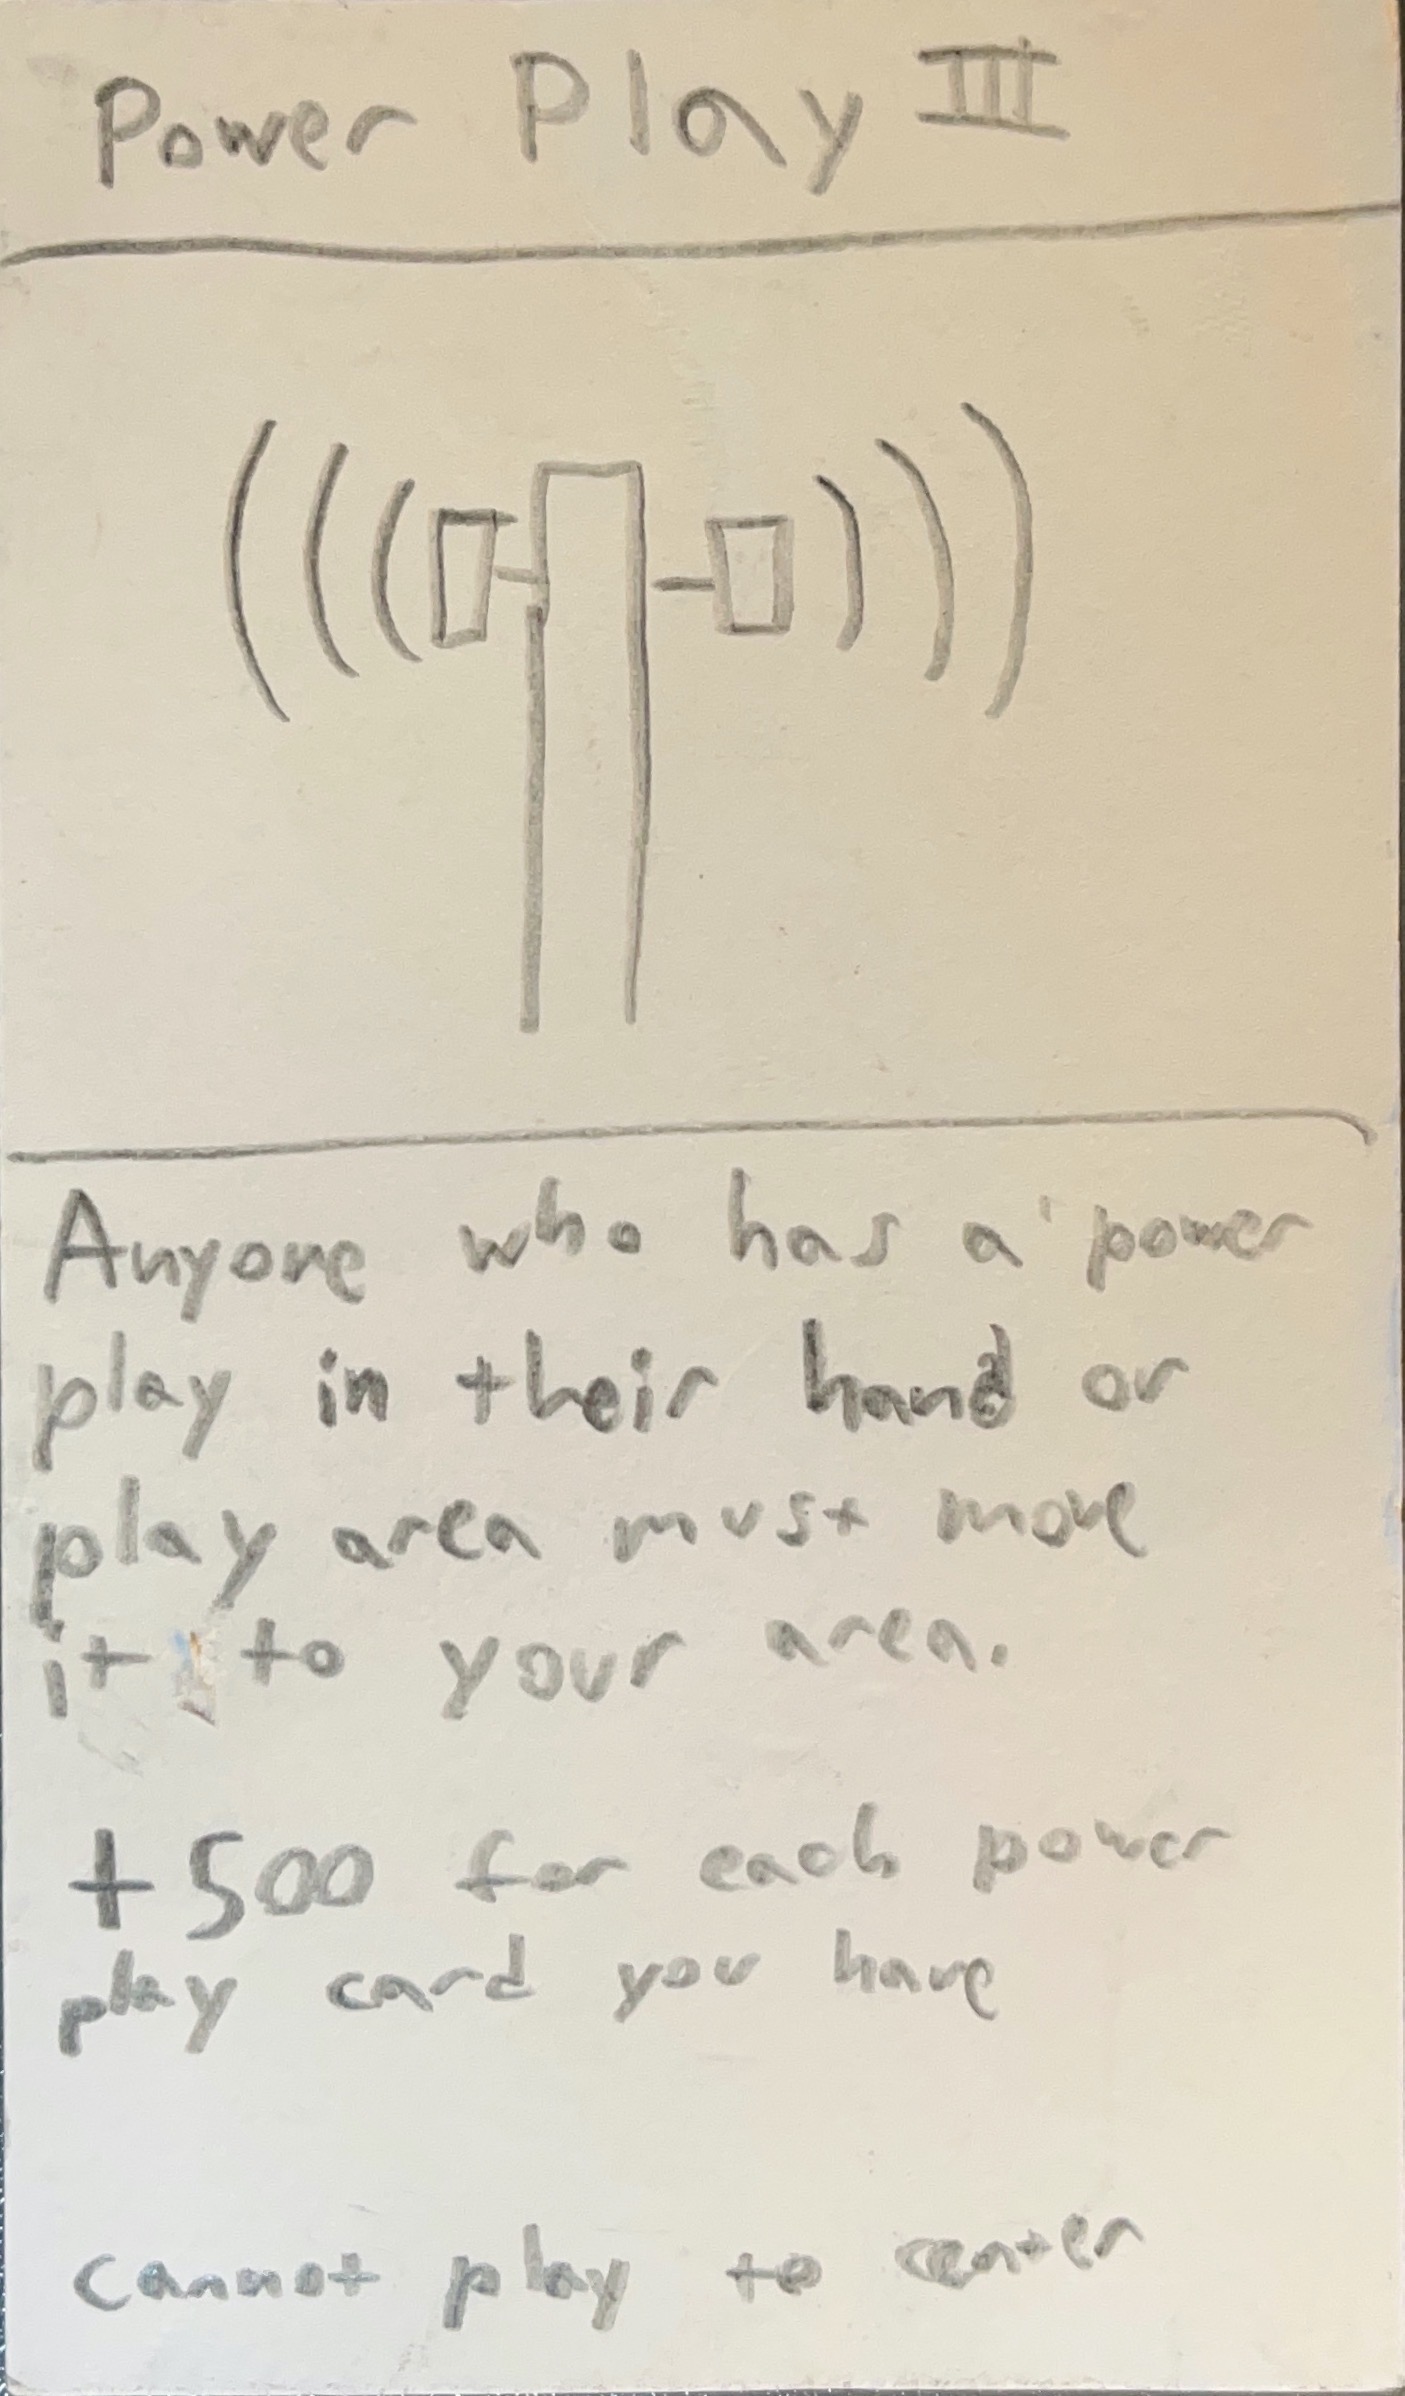 Power Play III
Anyone who has a power
play in their hand or
play area must move
it to your area.
+500 for each power
play card you have
cannot play to center